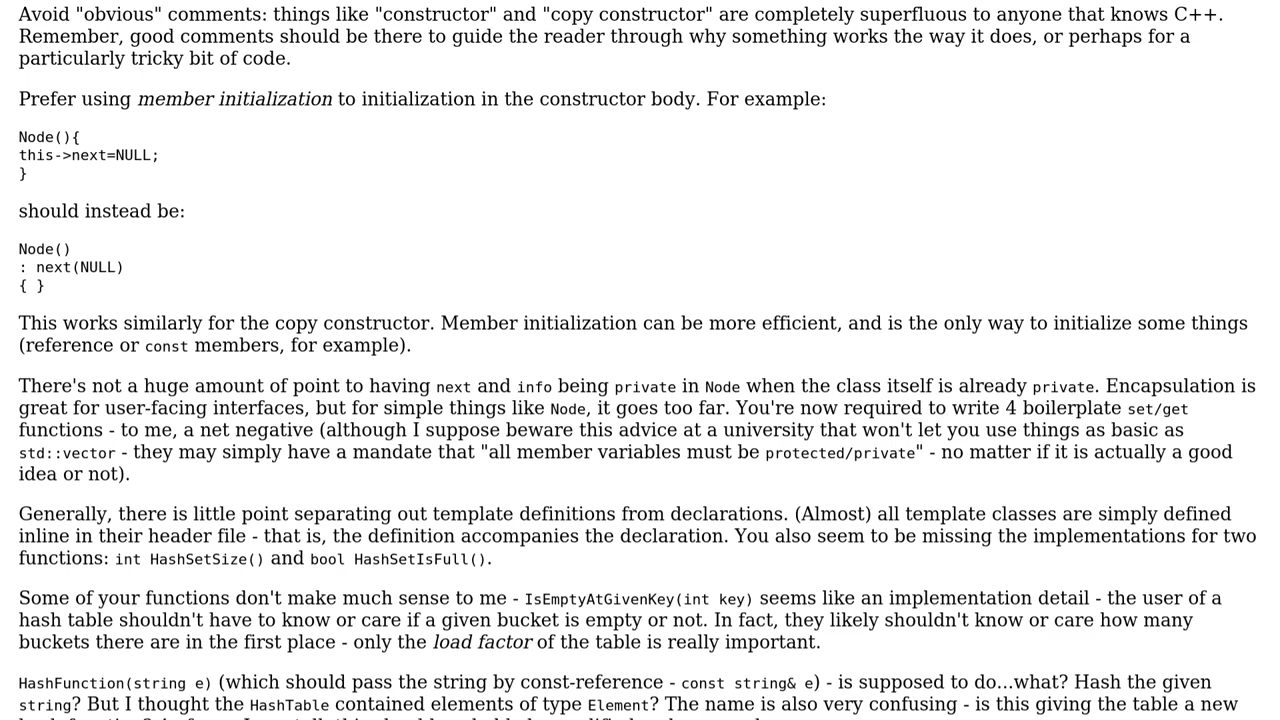 Avoid "obvious" comments: things like "constructor" and "copy constructor" are completely superfluous to anyone that knows C++.
Remember, good comments should be there to guide the reader through why something works the way it does, or perhaps for a
particularly tricky bit of code.
Prefer using member initialization to initialization in the constructor body. For example:
Node(){
this->next=NULL;
}
should instead be:
Node()
: next(NULL)
{ }
This works similarly for the copy constructor. Member initialization can be more efficient, and is the only way to initialize some things
(reference or const members, for example).
There's not a huge amount of point to having next and info being private in Node when the class itself is already private. Encapsulation is
great for user-facing interfaces, but for simple things like Node, it goes too far. You're now required to write 4 boilerplate set/get
functions - to me, a net negative (although I suppose beware this advice at a university that won't let you use things as basic as
std::vector - they may simply have a mandate that "all member variables must be protected/private" - no matter if it is actually a good
idea or not).
Generally, there is little point separating out template definitions from declarations. (Almost) all template classes are simply defined
inline in their header file - that is, the definition accompanies the declaration. You also seem to be missing the implementations for two
functions: int HashSetSize() and bool HashSetIsFull().
Some of your functions don't make much sense to me - IsEmptyAtGivenKey(int key) seems like an implementation detail - the user of a
hash table shouldn't have to know or care if a given bucket is empty or not. In fact, they likely shouldn't know or care how many
buckets there are in the first place - only the load factor of the table is really important.
HashFunction(string e) (which should pass the string by const-reference - const string& e) - is supposed to do...what? Hash the given
string? But I thought the HashTable contained elements of type Element? The name is also very confusing - is this giving the table a new